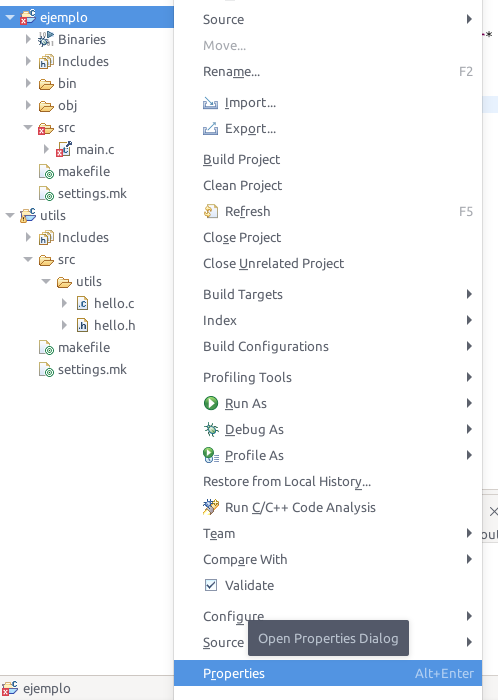 ejemplo
Binaries
Includes
bin
obj
src
main.c
makefile
settings.mk
utils
Includes
src
utils
hello.c
hello.h
makefile
settings.mk
Source
Move...
Rename... F2
Import...
Export...
Build Project
Clean Project
Refresh F5
Close Project
Close Unrelated Project
Build Targets
Index
Build Configurations
Profiling Tools
Run As
Debug As
Profile As
Restore from Local History...
Run C/C++ Code Analysis
Team
Compare With
Validate
Configure
Source
Open Properties Dialog
Properties Alt+Enter
ejemplo